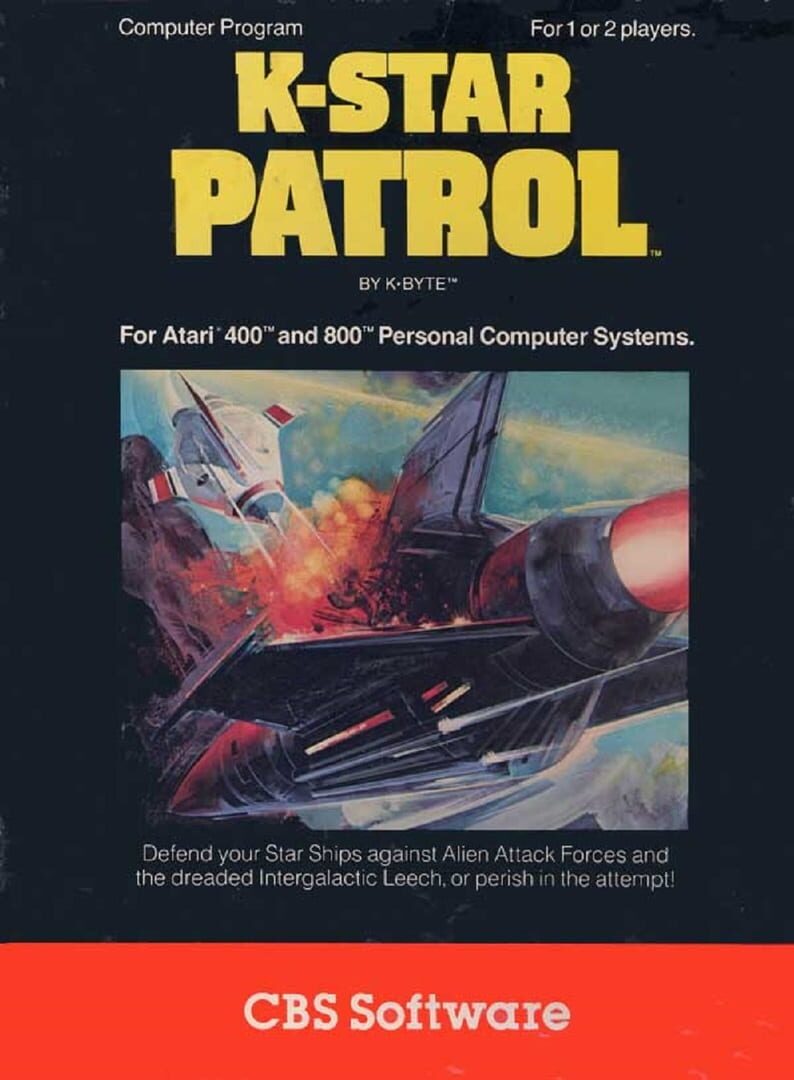 Computer Program
For 1 or 2 players.
K-STAR
PATROL™
BY K•BYTE™
For Atari® 400™ and 800™ Personal Computer Systems.
Defend your Star Ships against Alien Attack Forces and
the dreaded Intergalactic Leech, or perish in the attempt!
CBS Software